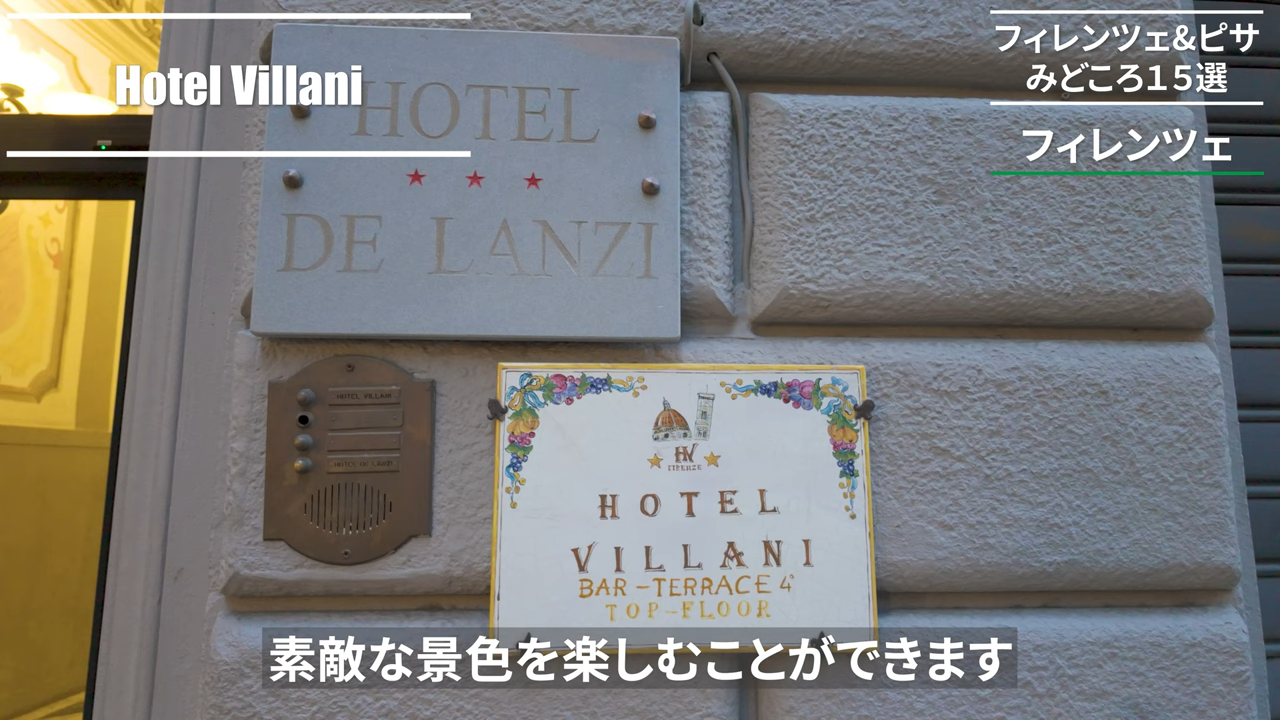 Hotel Villani
フィレンツェ&ピサ
みどころ15選
フィレンツェ
HOTEL
DE LANZI
HOTEL VILLANI
HOTEL DE LANZI
HV
FIRENZE
HOTEL
VILLANI
BAR-TERRACE 4°
TOP-FLOOR
素敵な景色を楽しむことができます